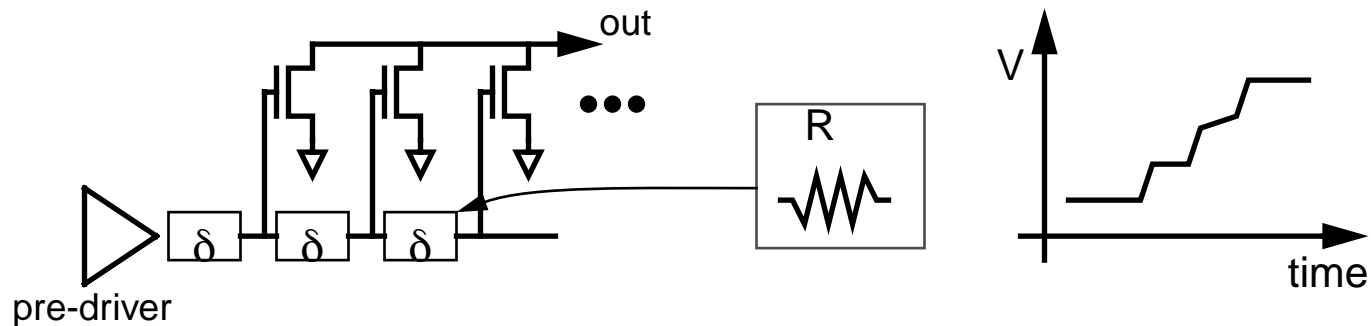 out
R
δ δ δ
pre-driver
V
time